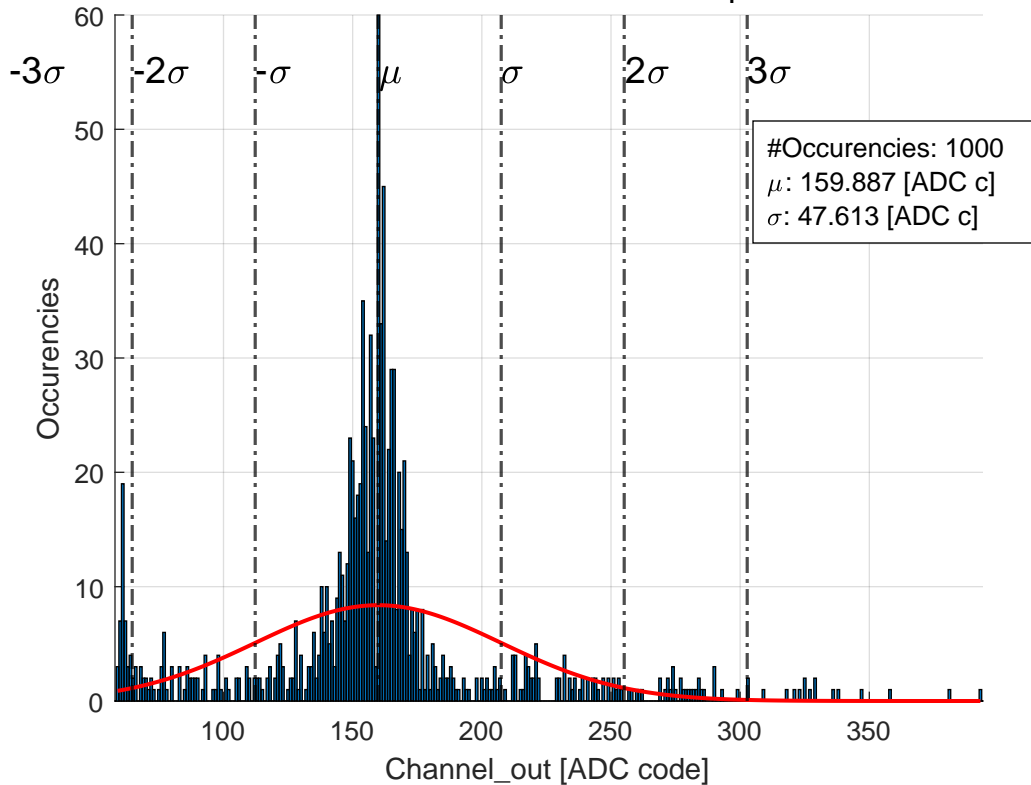 60
-3σ
-2σ
-σ
μ
σ
2σ
3σ
50
#Occurencies: 1000
μ: 159.887 [ADC c]
σ: 47.613 [ADC c]
40
30
20
10
0
Occurencies
100
150
200
250
300
350
Channel_out [ADC code]